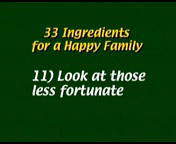 33 Ingredients
for a Happy Family
11) Look at those
less fortunate